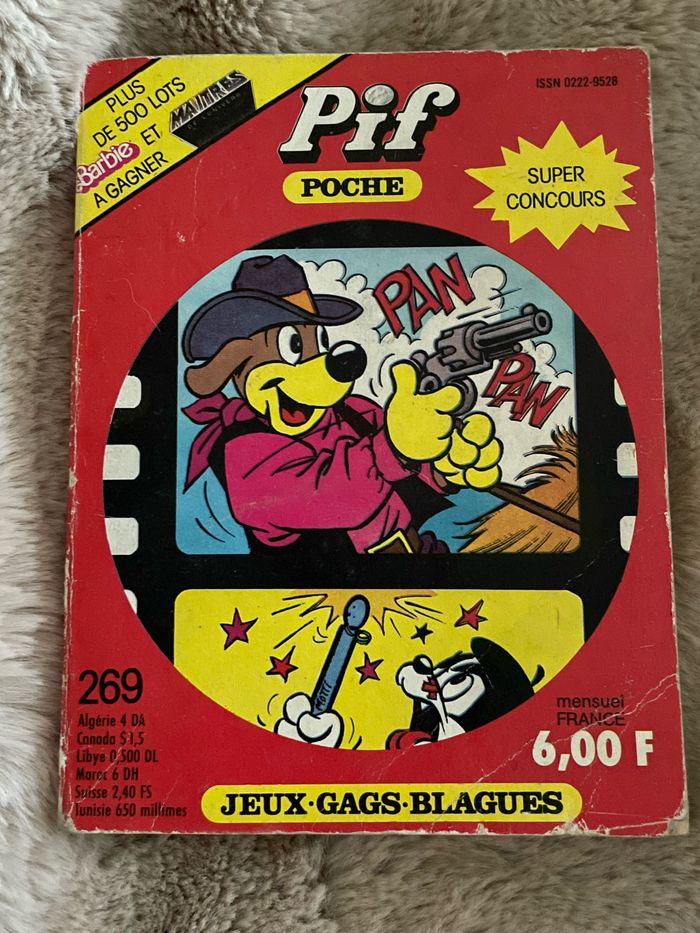 PLUS
DE 500 LOTS
Barbie ET MAITRES
A GAGNER
Pif
POCHE
ISSN 0222-9528
SUPER
CONCOURS
PAN
PAN
269
Algérie 4 DA
Canada $ 1,5
Libye 0,500 DL
Maroc 6 DH
Suisse 2,40 FS
Tunisie 650 millimes
mensuel
FRANCE
6,00 F
JEUX·GAGS·BLAGUES